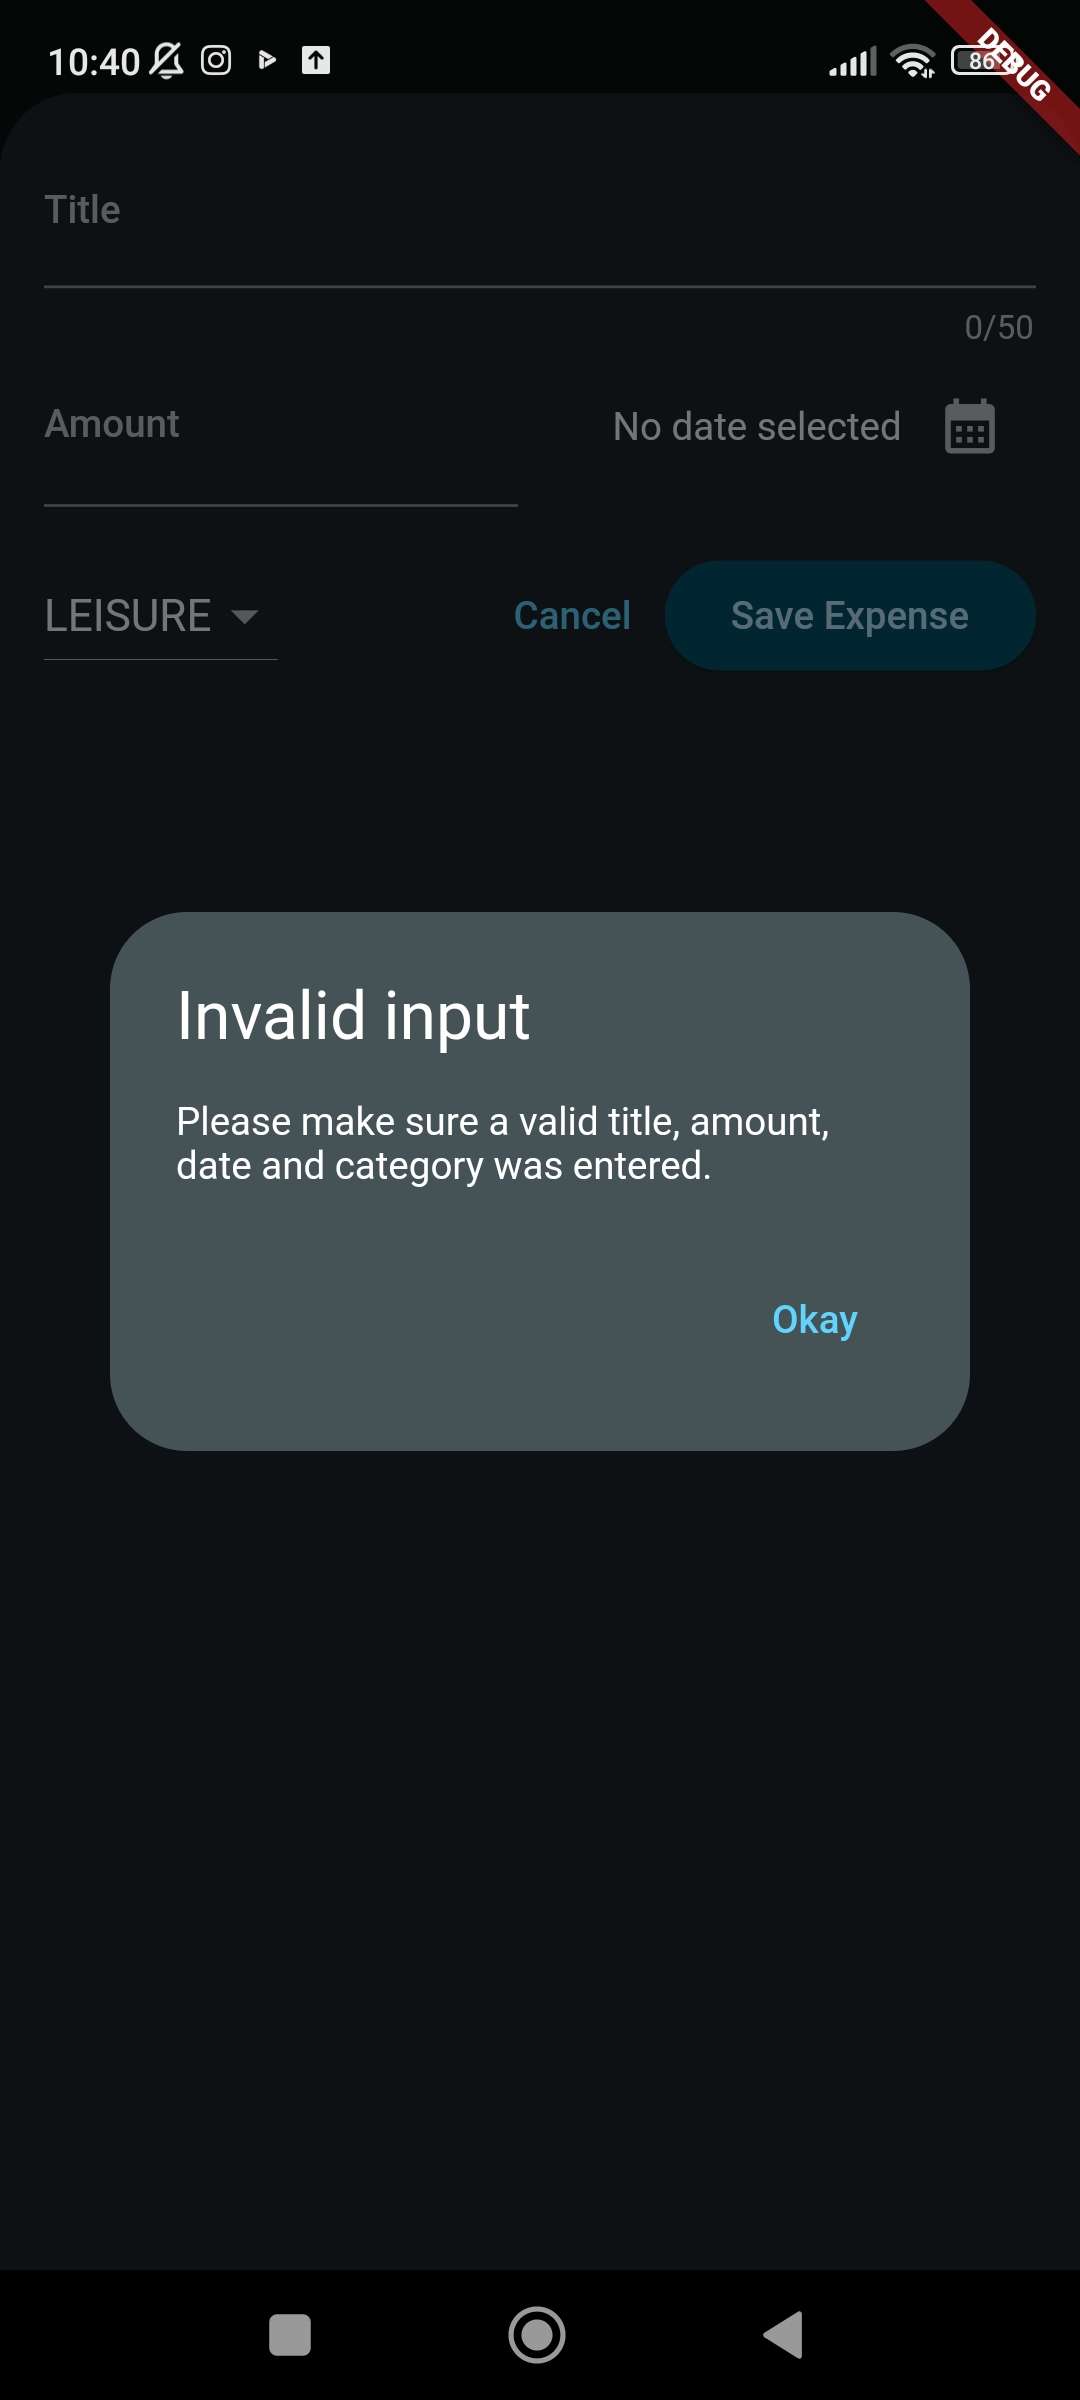 10:40
86
DEBUG
Title
0/50
Amount
No date selected
LEISURE
Cancel
Save Expense
Invalid input
Please make sure a valid title, amount,
date and category was entered.
Okay